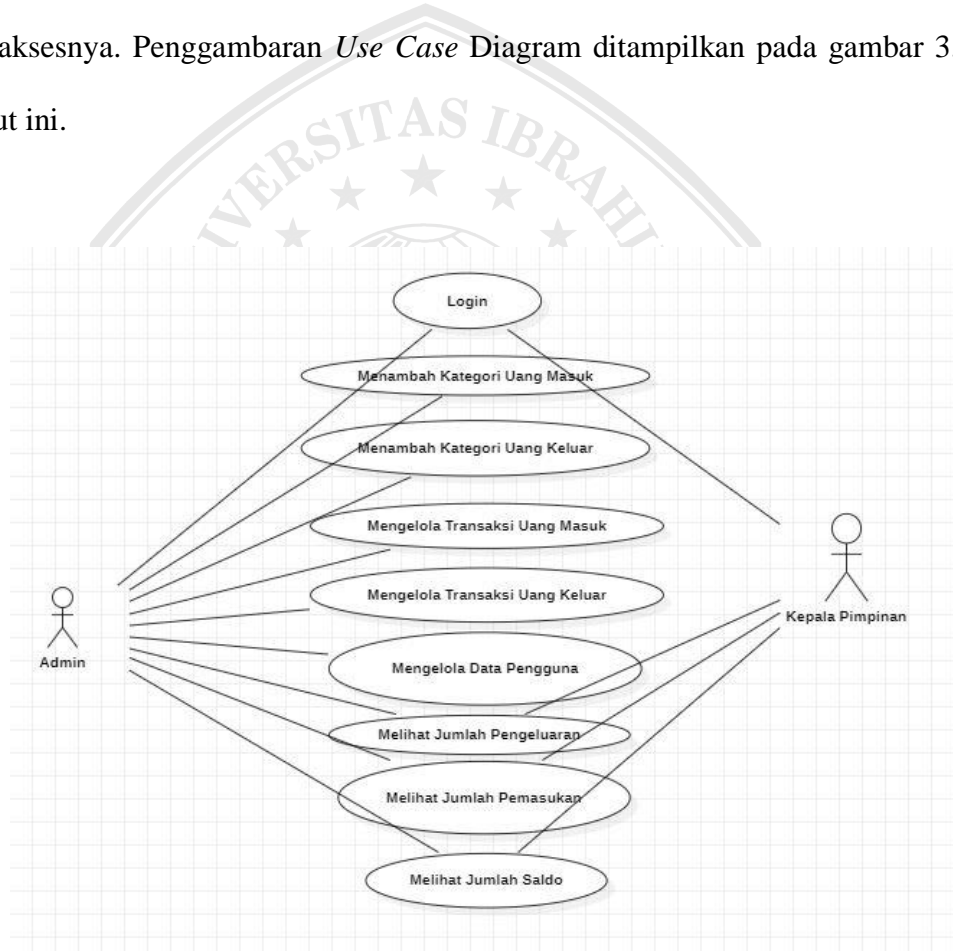 aksesnya. Penggambaran Use Case Diagram ditampilkan pada gambar 3.
ut ini.
VERSITAS IBRAHI
Login
Menambah Kategori Uang Masuk
Menambah Kategori Uang Keluar
Mengelola Transaksi Uang Masuk
Mengelola Transaksi Uang Keluar
Kepala Pimpinan
Admin
Mengelola Data Pengguna
Melihat Jumlah Pengeluaran
Melihat Jumlah Pemasukan
Melihat Jumlah Saldo